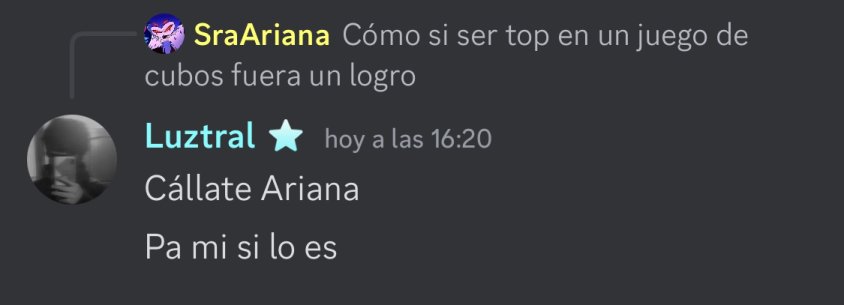 SraAriana Cómo si ser top en un juego de
cubos fuera un logro
Luztral hoy a las 16:20
Cállate Ariana
Pa mi si lo es